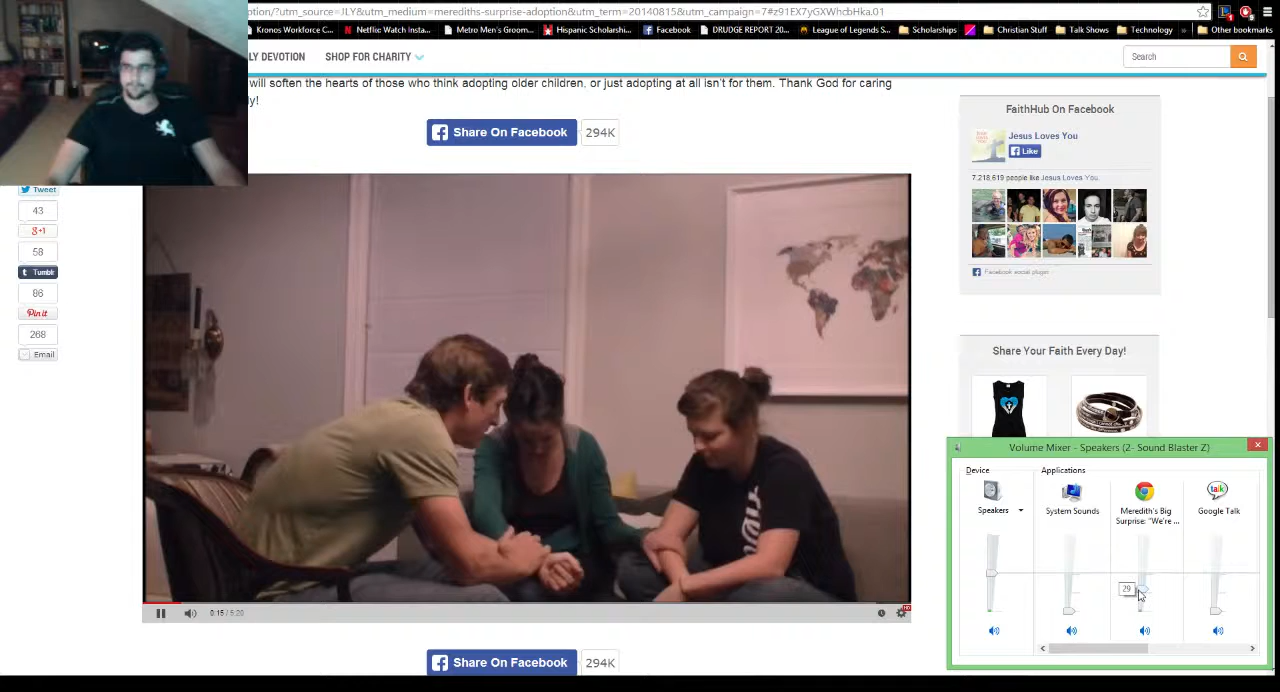 ption/?utm_source=JLY&utm_medium=merediths-surprise-adoption&utm_term=20140815&utm_campaign=7#z91EX7yGXWhcbHka.01
Kronos Workforce C... Netflix Watch Insta... Metro Men's Groom... Hispanic Scholarshi... Facebook DRUDGE REPORT 20... League of Legends S... Scholarships Christian Stuff Talk Shows Technology » Other bookmarks
LY DEVOTION SHOP FOR CHARITY Search
will soften the hearts of those who think adopting older children, or just adopting at all isn't for them. Thank God for caring
ly!
Share On Facebook 294K
Tweet
43
g+1
58
t Tumblr
86
Pin it
268
Email
FaithHub On Facebook
Jesus Loves You
Like
7,218,619 people like Jesus Loves You.
Facebook social plugin
Share Your Faith Every Day!
0:15 / 5:20
HD
Share On Facebook 294K
Volume Mixer - Speakers (2- Sound Blaster Z)
Device Applications
talk
Speakers System Sounds Meredith's Big Surprise: "We're ... Google Talk
29